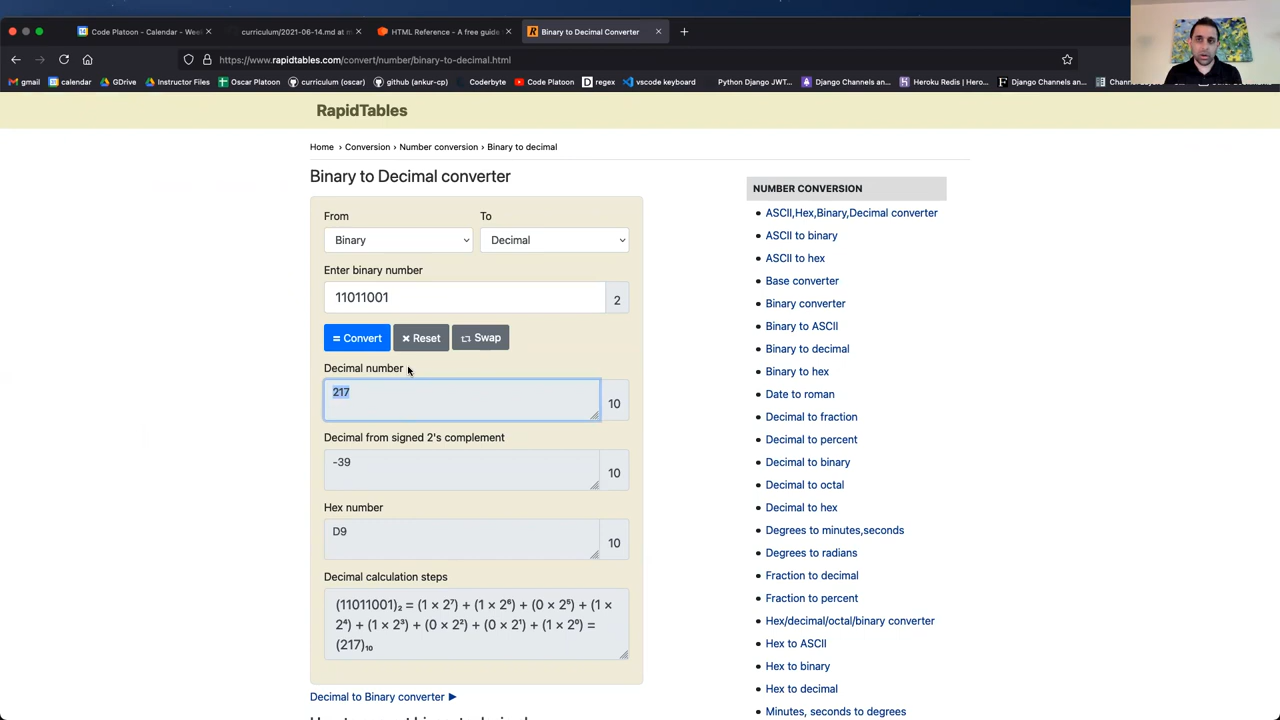 Code Platoon - Calendar - Wee
curriculum/2021-06-14.md at m
HTML Reference - A free guide
Binary to Decimal Converter
https://www.rapidtables.com/convert/number/binary-to-decimal.html
gmail
calendar
GDrive
Instructor Files
Oscar Platoon
curriculum (oscar)
github (ankur-cp)
Coderbyte
Code Platoon
regex
vscode keyboard
Python Django JWT...
Django Channels an...
Heroku Redis | Hero...
Django / Channels...
RapidTables
Home › Conversion › Number conversion › Binary to decimal
Binary to Decimal converter
From
To
Binary
Decimal
Enter binary number
11011001
2
= Convert
× Reset
Swap
Decimal number
217
10
Decimal from signed 2's complement
-39
10
Hex number
D9
10
Decimal calculation steps
(11011001)₂ = (1 × 2⁷) + (1 × 2⁶) + (0 × 2⁵) + (1 ×
2⁴) + (1 × 2³) + (0 × 2²) + (0 × 2¹) + (1 × 2⁰) =
(217)₁₀
Decimal to Binary converter ►
NUMBER CONVERSION
ASCII,Hex,Binary,Decimal converter
ASCII to binary
ASCII to hex
Base converter
Binary converter
Binary to ASCII
Binary to decimal
Binary to hex
Date to roman
Decimal to fraction
Decimal to percent
Decimal to binary
Decimal to octal
Decimal to hex
Degrees to minutes,seconds
Degrees to radians
Fraction to decimal
Fraction to percent
Hex/decimal/octal/binary converter
Hex to ASCII
Hex to binary
Hex to decimal
Minutes, seconds to degrees